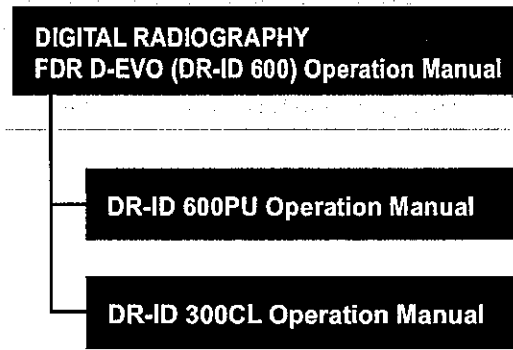 DIGITAL RADIOGRAPHY
FDR D-EVO (DR-ID 600) Operation Manual
DR-ID 600PU Operation Manual
DR-ID 300CL Operation Manual